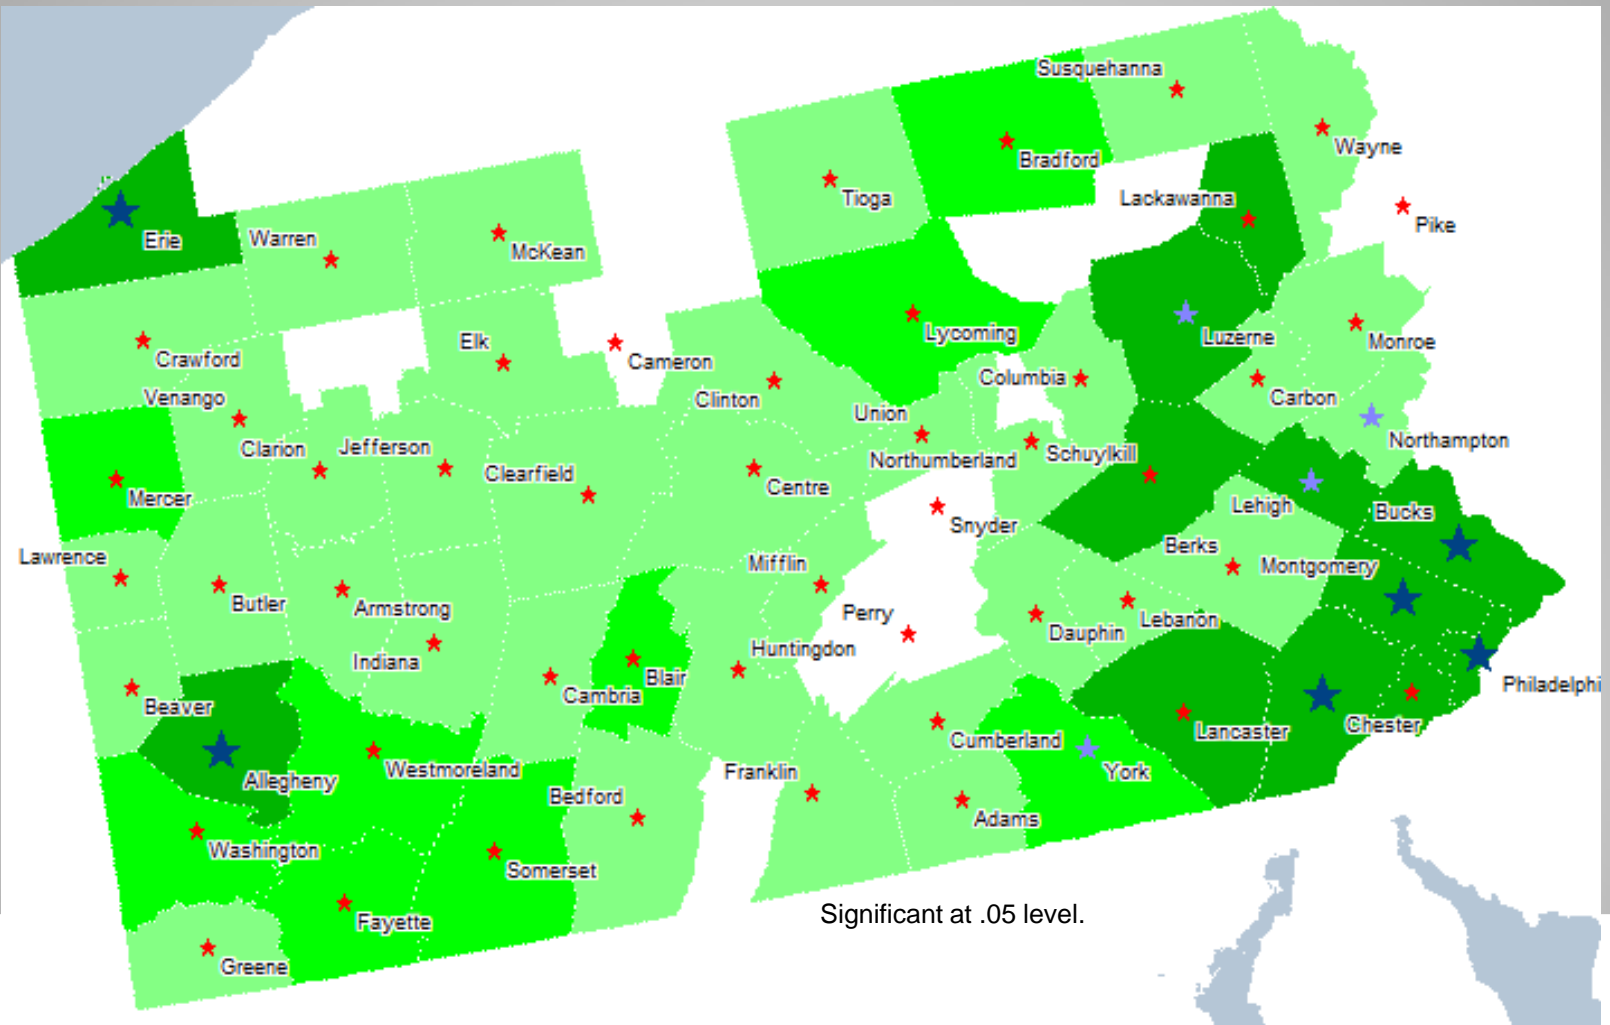 Susquehanna
Bradford
Wayne
Tioga
Lackawanna
Pike
Erie
Warren
McKean
Lycoming
Luzerne
Monroe
Elk
Cameron
Crawford
Columbia
Venango
Clinton
Carbon
Union
Northampton
Clarion
Jefferson
Northumberland
Schuylkill
Clearfield
Centre
Mercer
Lehigh
Bucks
Snyder
Berks
Lawrence
Mifflin
Montgomery
Butler
Armstrong
Perry
Lebanon
Dauphin
Indiana
Huntingdon
Blair
Philadelphi
Cambria
Beaver
Chester
Lancaster
Cumberland
Westmoreland
York
Franklin
Allegheny
Bedford
Adams
Washington
Somerset
Significant at .05 level.
Fayette
Greene